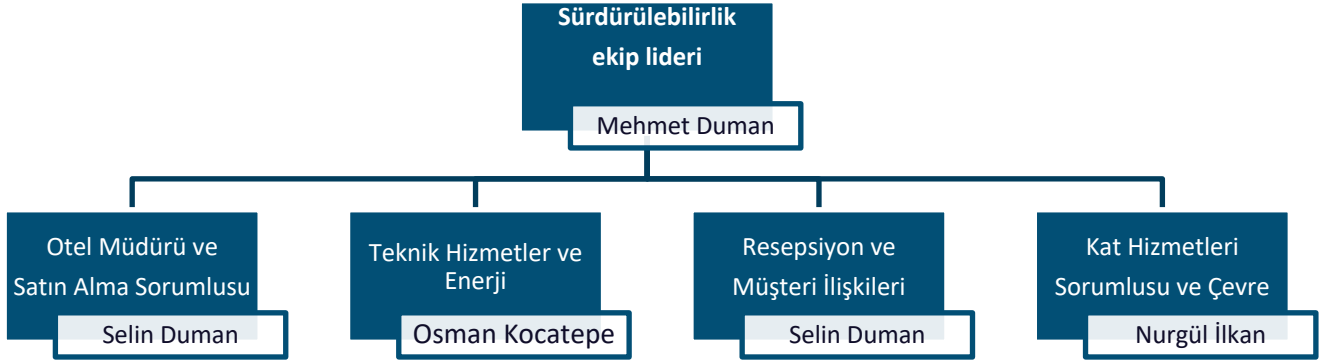 Sürdürülebilirlik
ekip lideri
Mehmet Duman
Otel Müdürü ve
Satın Alma Sorumlusu
Selin Duman
Teknik Hizmetler ve
Enerji
Osman Kocatepe
Resepsiyon ve
Müşteri İlişkileri
Selin Duman
Kat Hizmetleri
Sorumlusu ve Çevre
Nurgül İlkan